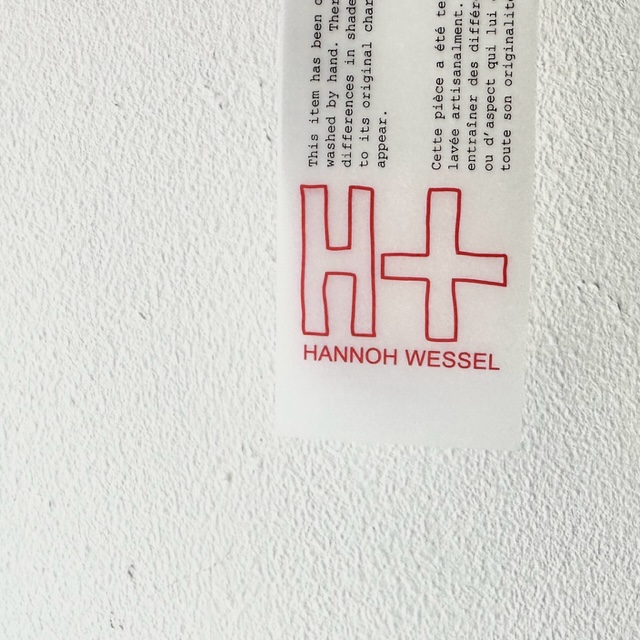 This item has been
washed by hand.
differences in
to its original
appear.
Cette pièce a été
lavée artisanalment.
entraîner des
ou d'aspect qui lui
toute son originalité
H+
HANNOH WESSEL